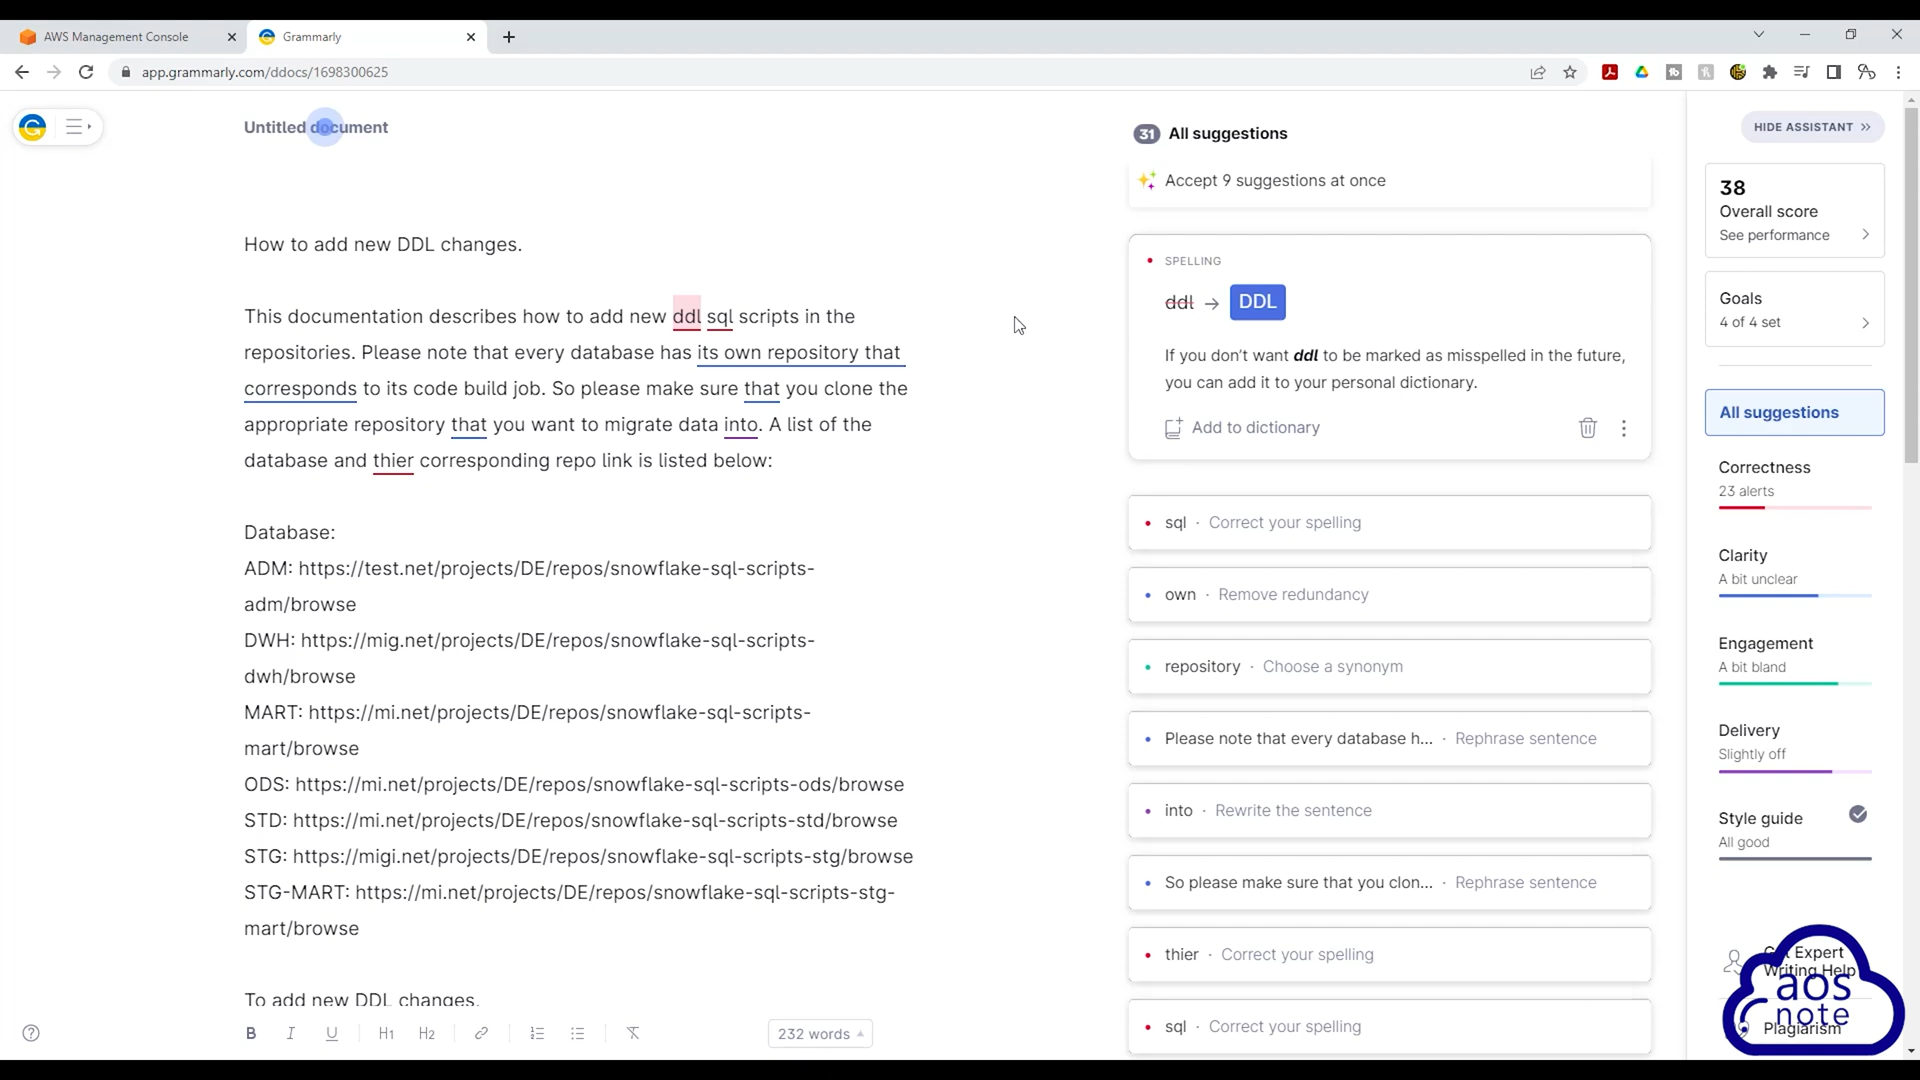 AWS Management Console
Grammarly
app.grammarly.com/ddocs/1698300625
Untitled document
31 All suggestions
HIDE ASSISTANT
Accept 9 suggestions at once
38
Overall score
See performance
How to add new DDL changes.
SPELLING
ddl → DDL
Goals
4 of 4 set
This documentation describes how to add new ddl sql scripts in the
repositories. Please note that every database has its own repository that
corresponds to its code build job. So please make sure that you clone the
appropriate repository that you want to migrate data into. A list of the
database and thier corresponding repo link is listed below:
If you don't want ddl to be marked as misspelled in the future,
you can add it to your personal dictionary.
Add to dictionary
All suggestions
Correctness
23 alerts
Database:
ADM: https://test.net/projects/DE/repos/snowflake-sql-scripts-
adm/browse
DWH: https://mig.net/projects/DE/repos/snowflake-sql-scripts-
dwh/browse
MART: https://mi.net/projects/DE/repos/snowflake-sql-scripts-
mart/browse
ODS: https://mi.net/projects/DE/repos/snowflake-sql-scripts-ods/browse
STD: https://mi.net/projects/DE/repos/snowflake-sql-scripts-std/browse
STG: https://migi.net/projects/DE/repos/snowflake-sql-scripts-stg/browse
STG-MART: https://mi.net/projects/DE/repos/snowflake-sql-scripts-stg-
mart/browse
To add new DDL changes.
sql · Correct your spelling
own · Remove redundancy
repository · Choose a synonym
Please note that every database h... · Rephrase sentence
into · Rewrite the sentence
So please make sure that you clon... · Rephrase sentence
thier · Correct your spelling
sql · Correct your spelling
Clarity
A bit unclear
Engagement
A bit bland
Delivery
Slightly off
Style guide
All good
Expert
Writing Help
Plagiarism
aos
note
B I U H1 H2
232 words